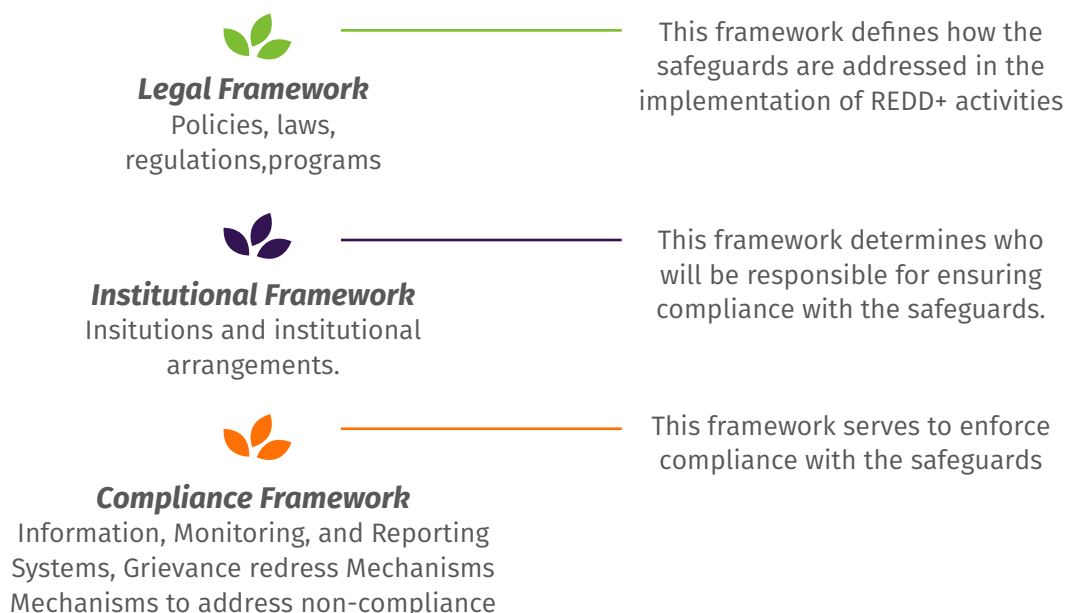 Legal Framework
Policies, laws,
regulations,programs
This framework defines how the
safeguards are addressed in the
implementation of REDD+ activities
Institutional Framework
Insitutions and institutional
arrangements.
This framework determines who
will be responsible for ensuring
compliance with the safeguards.
Compliance Framework
Information, Monitoring, and Reporting
Systems, Grievance redress Mechanisms
Mechanisms to address non-compliance
This framework serves to enforce
compliance with the safeguards